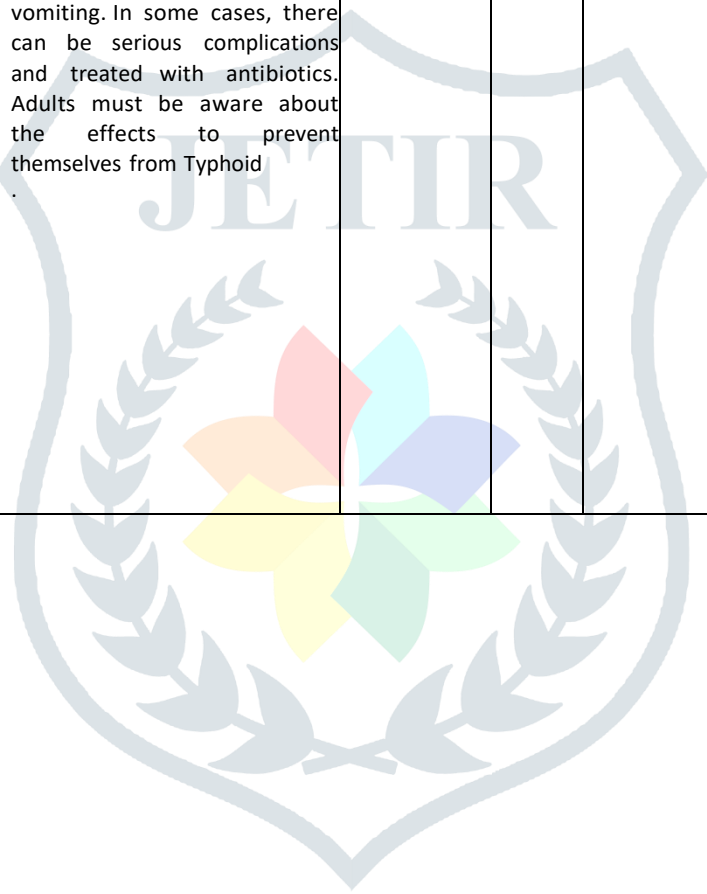 vomiting. In some cases, there
can be serious complications
and treated with antibiotics.
Adults must be aware about
the effects to prevent
themselves from Typhoid
.
JETIR